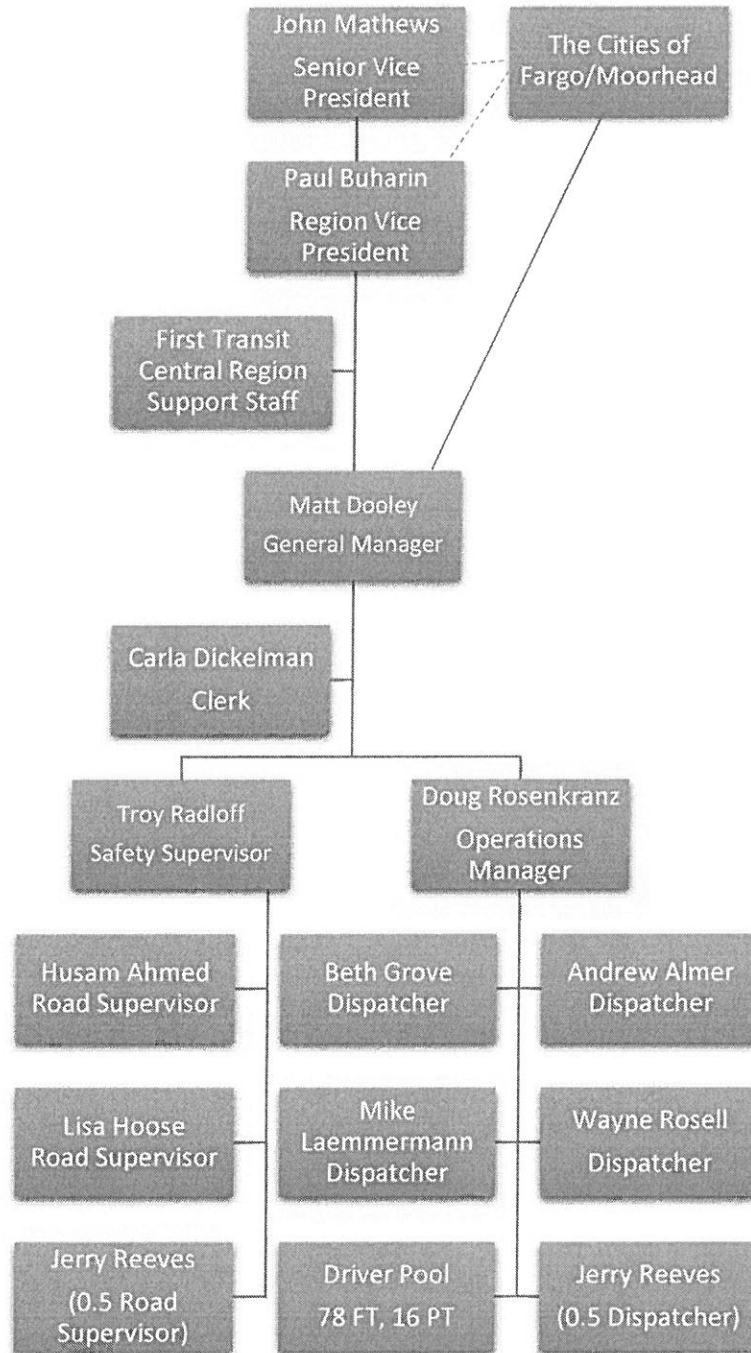 John Mathews
Senior Vice
President
The Cities of
Fargo/Moorhead
Paul Buharin
Region Vice
President
First Transit
Central Region
Support Staff
Matt Dooley
General Manager
Carla Dickelman
Clerk
Troy Radloff
Safety Supervisor
Doug Rosenkranz
Operations
Manager
Husam Ahmed
Road Supervisor
Beth Grove
Dispatcher
Andrew Almer
Dispatcher
Lisa Hoose
Road Supervisor
Mike
Laemmermann
Dispatcher
Wayne Rosell
Dispatcher
Jerry Reeves
(0.5 Road
Supervisor)
Driver Pool
78 FT, 16 PT
Jerry Reeves
(0.5 Dispatcher)